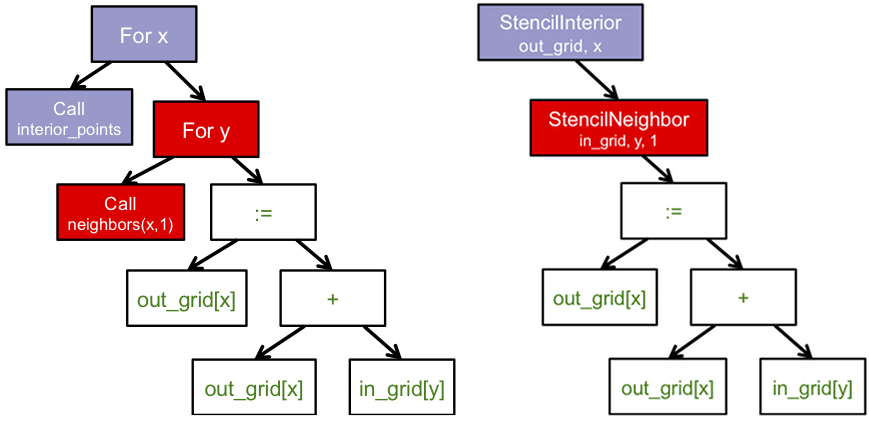 For x
Call
interior_points
For y
Call
neighbors(x,1)
:=
out_grid[x]
+
out_grid[x]
in_grid[y]
StencilInterior
out_grid, x
StencilNeighbor
in_grid, y, 1
:=
out_grid[x]
+
out_grid[x]
in_grid[y]